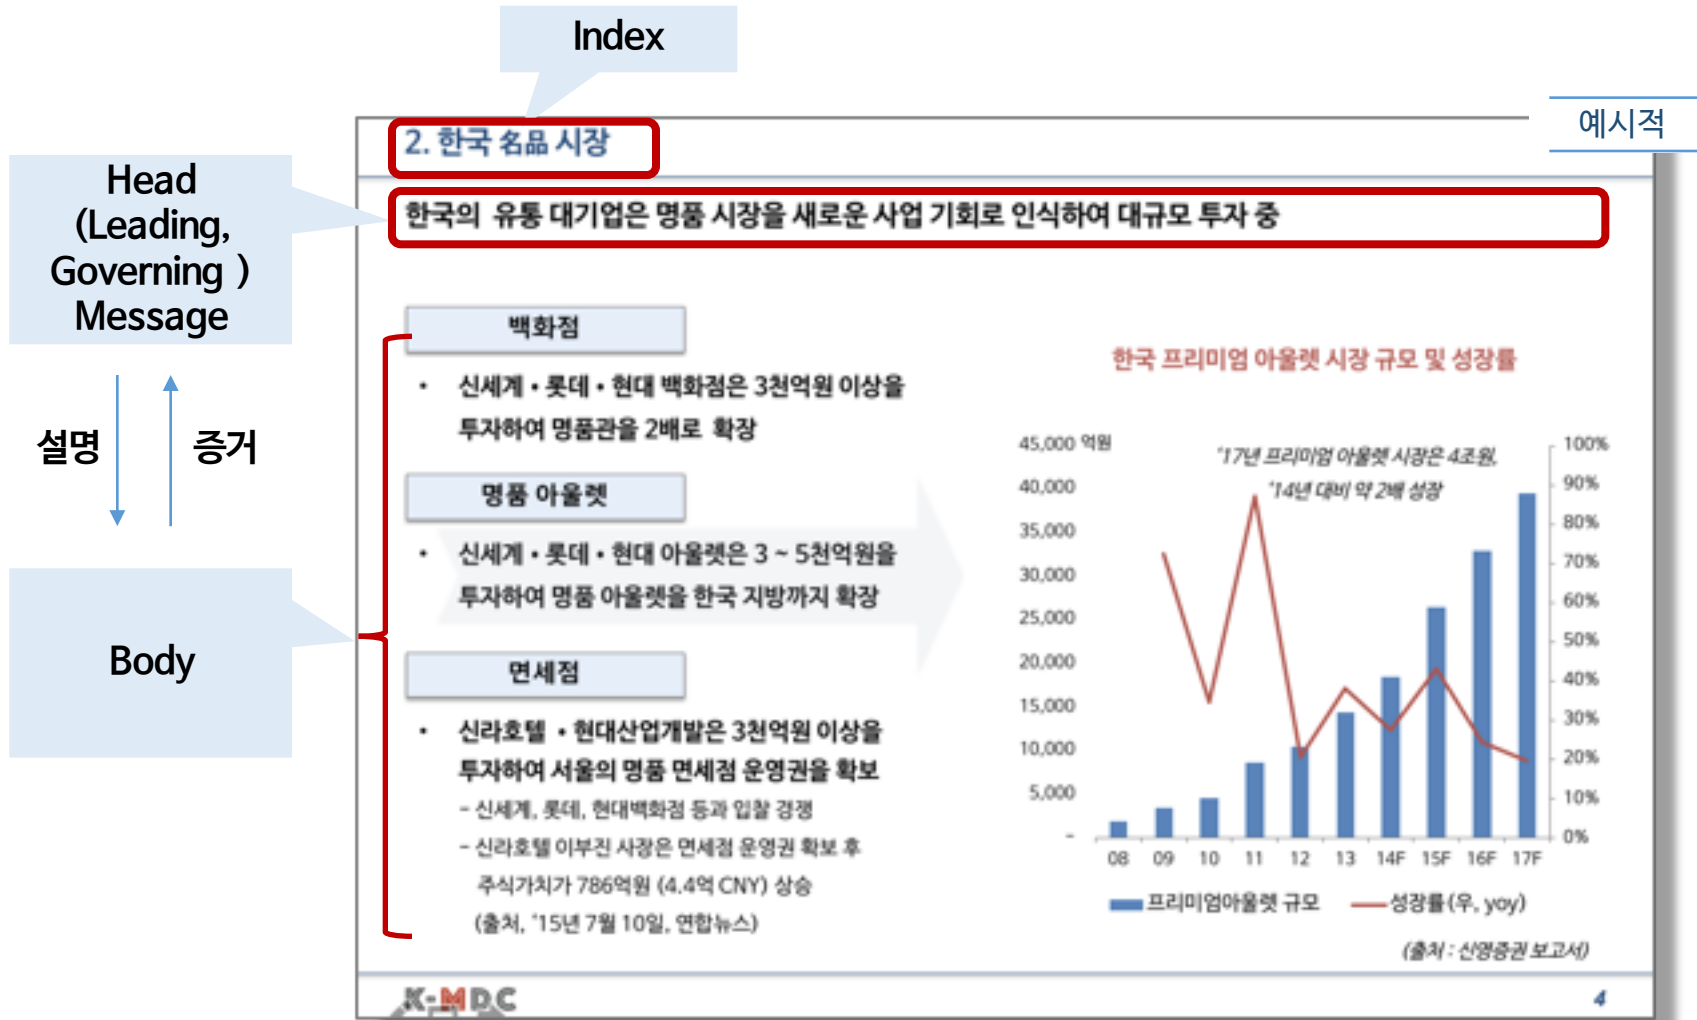 Index
예시적
2. 한국 名品 시장
Head
(Leading,
Governing )
Message
한국의 유통 대기업은 명품 시장을 새로운 사업 기회로 인식하여 대규모 투자 중
설명
증거
Body
백화점
• 신세계 • 롯데 • 현대 백화점은 3천억원 이상을
투자하여 명품관을 2배로 확장
명품 아울렛
• 신세계 • 롯데 • 현대 아울렛은 3 ~ 5천억원을
투자하여 명품 아울렛을 한국 지방까지 확장
면세점
• 신라호텔 • 현대산업개발은 3천억원 이상을
투자하여 서울의 명품 면세점 운영권을 확보
– 신세계, 롯데, 현대백화점 등과 입찰 경쟁
– 신라호텔 이부진 사장은 면세점 운영권 확보 후
주식가치가 786억원 (4.4억 CNY) 상승
(출처, ‘15년 7월 10일, 연합뉴스)
한국 프리미엄 아울렛 시장 규모 및 성장률
‘17년 프리미엄 아울렛 시장은 4조원,
‘14년 대비 약 2배 성장
45,000 억원
40,000
35,000
30,000
25,000
20,000
15,000
10,000
5,000
–
100%
90%
80%
70%
60%
50%
40%
30%
20%
10%
0%
08 09 10 11 12 13 14F 15F 16F 17F
프리미엄아울렛 규모 성장률(우, yoy)
(출처 : 신영증권 보고서)
K-MDC
4